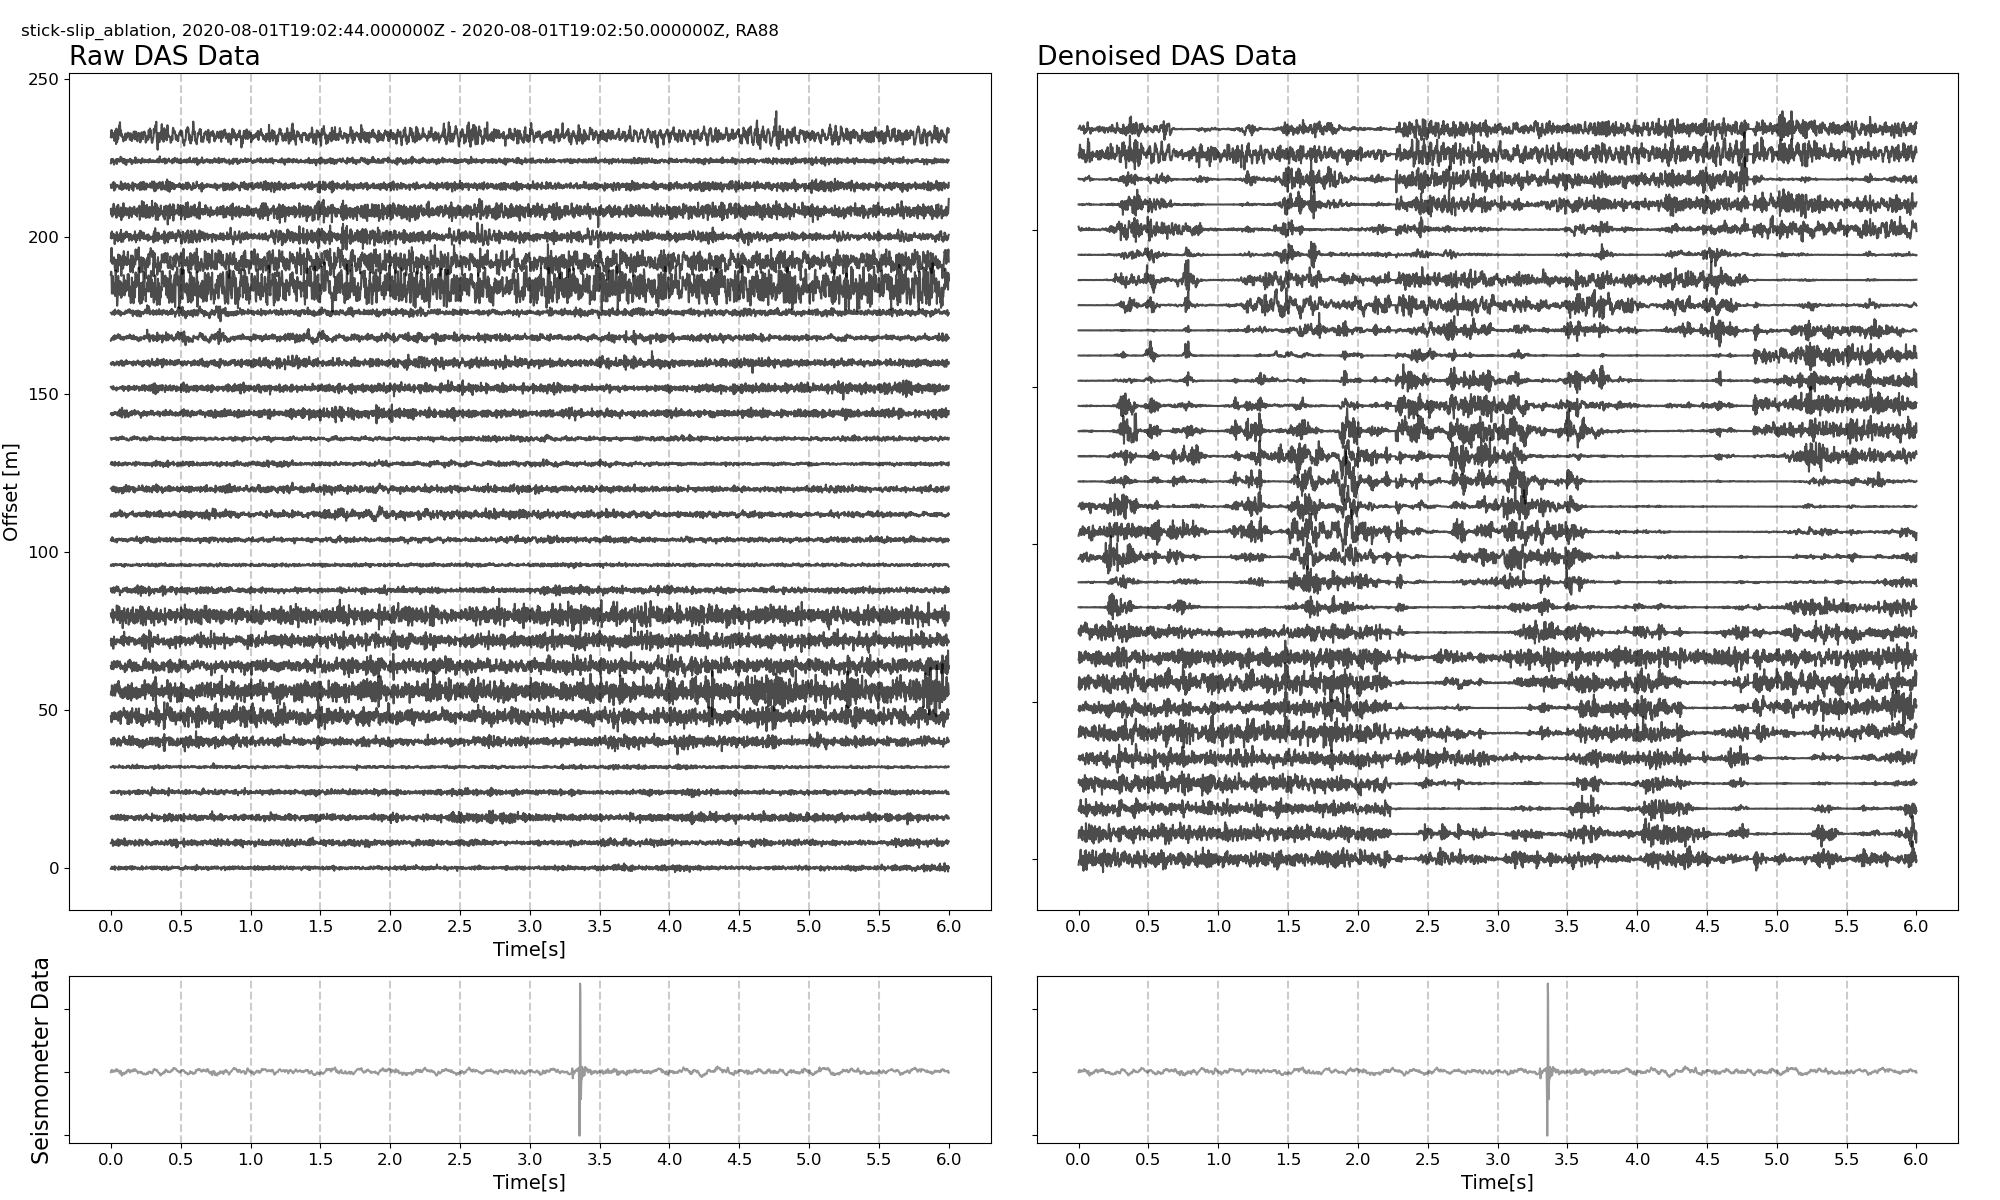 stick-slip_ablation, 2020-08-01T19:02:44.000000Z - 2020-08-01T19:02:50.000000Z, RA88
Raw DAS Data
Denoised DAS Data
Offset [m]
250
200
150
100
50
0
0.0 0.5 1.0 1.5 2.0 2.5 3.0 3.5 4.0 4.5 5.0 5.5 6.0
Time[s]
0.0 0.5 1.0 1.5 2.0 2.5 3.0 3.5 4.0 4.5 5.0 5.5 6.0
Seismometer Data
0.0 0.5 1.0 1.5 2.0 2.5 3.0 3.5 4.0 4.5 5.0 5.5 6.0
Time[s]
0.0 0.5 1.0 1.5 2.0 2.5 3.0 3.5 4.0 4.5 5.0 5.5 6.0
Time[s]